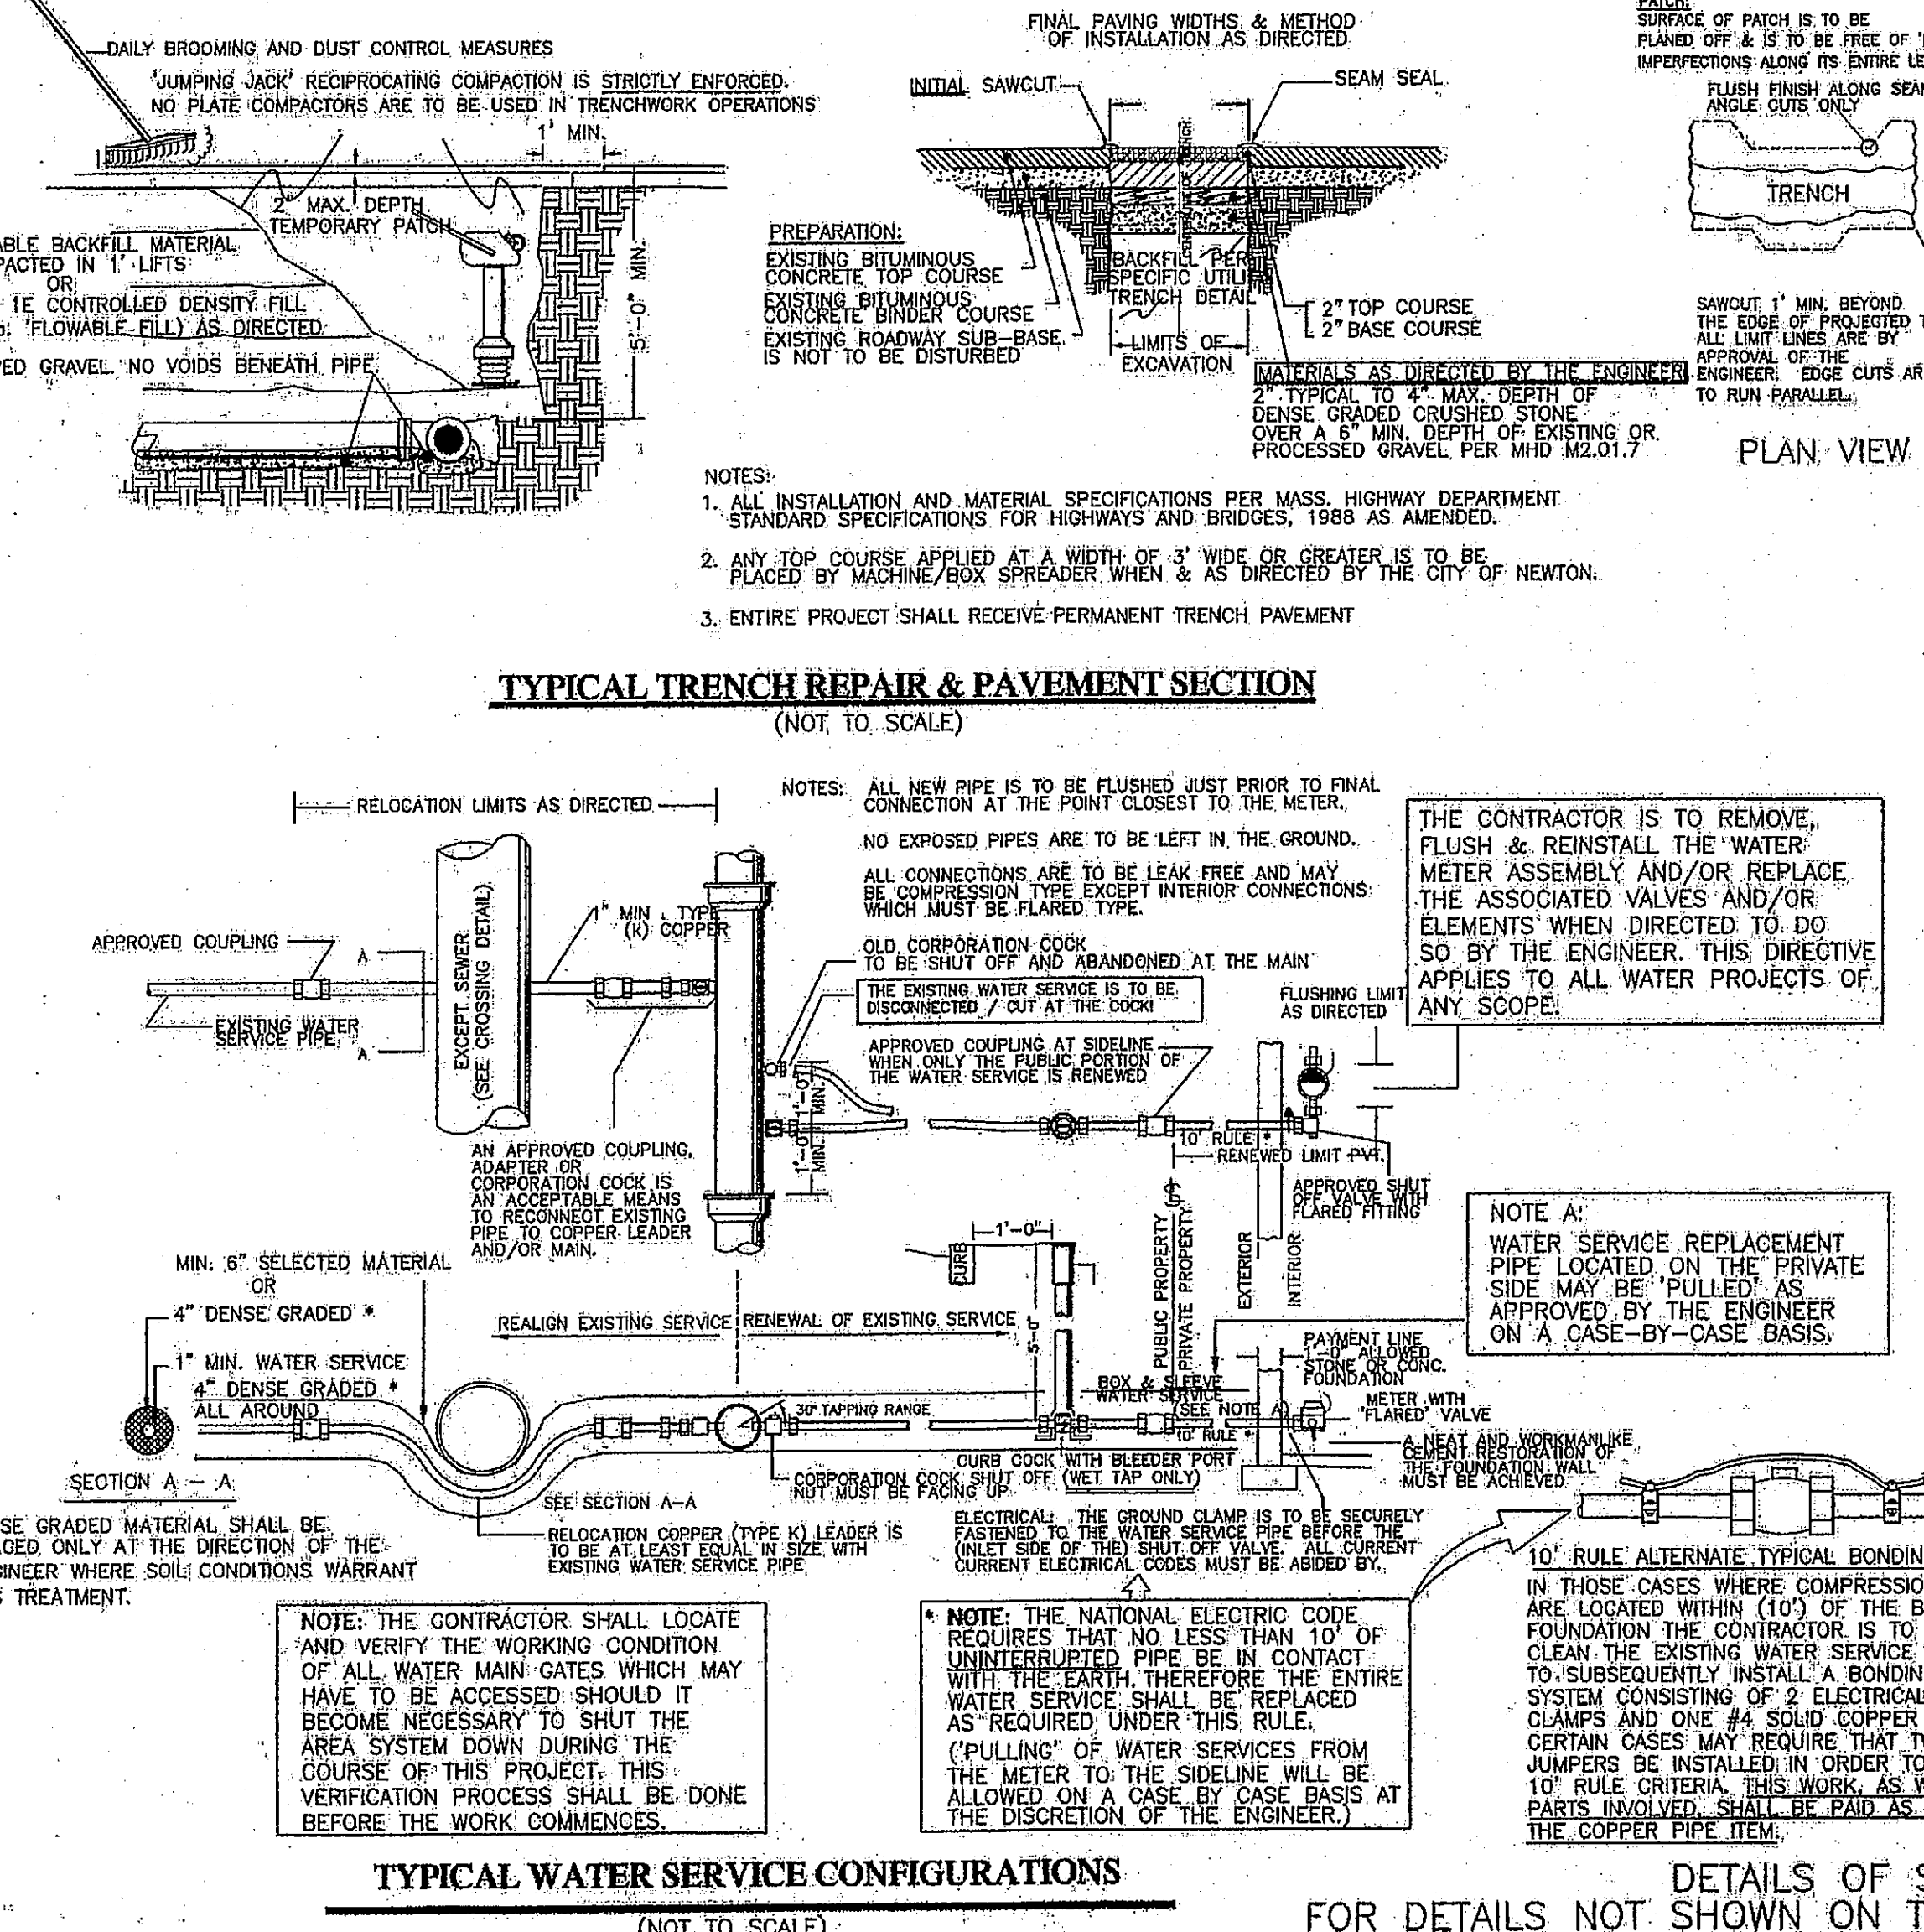 DAILY BROOMING AND DUST CONTROL MEASURES
'JUMPING JACK' RECIPROCATING COMPACTION IS STRICTLY ENFORCED.
NO PLATE COMPACTORS ARE TO BE USED IN TRENCHWORK OPERATIONS
1' MIN.
2" MAX. DEPTH
TEMPORARY PATCH
ABLE BACKFILL MATERIAL
PACTED IN 1' LIFTS
OR
1E CONTROLLED DENSITY FILL
'FLOWABLE FILL) AS DIRECTED
PED GRAVEL. NO VOIDS BENEATH PIPE
5'-0" MIN.
FINAL PAVING WIDTHS & METHOD
OF INSTALLATION AS DIRECTED
INITIAL SAWCUT
SEAM SEAL
PREPARATION:
EXISTING BITUMINOUS
CONCRETE TOP COURSE
EXISTING BITUMINOUS
CONCRETE BINDER COURSE
EXISTING ROADWAY SUB-BASE
IS NOT TO BE DISTURBED
BACKFILL PER
SPECIFIC UTILI
TRENCH DETAIL
LIMITS OF
EXCAVATION
2" TOP COURSE
2" BASE COURSE
MATERIALS AS DIRECTED BY THE ENGINEER
2" TYPICAL TO 4" MAX. DEPTH OF
DENSE GRADED CRUSHED STONE
OVER A 6" MIN. DEPTH OF EXISTING OR
PROCESSED GRAVEL PER MHD M2.01.7
PATCH:
SURFACE OF PATCH IS TO BE
PLANED OFF & IS TO BE FREE OF
IMPERFECTIONS ALONG ITS ENTIRE LE
FLUSH FINISH ALONG SEAM
ANGLE CUTS ONLY
TRENCH
SAWCUT 1' MIN. BEYOND
THE EDGE OF PROJECTED T
ALL LIMIT LINES ARE BY
APPROVAL OF THE
ENGINEER. EDGE CUTS AR
TO RUN PARALLEL.
PLAN VIEW
NOTES:
1. ALL INSTALLATION AND MATERIAL SPECIFICATIONS PER MASS. HIGHWAY DEPARTMENT
STANDARD SPECIFICATIONS FOR HIGHWAYS AND BRIDGES, 1988 AS AMENDED.
2. ANY TOP COURSE APPLIED AT A WIDTH OF 3' WIDE OR GREATER IS TO BE
PLACED BY MACHINE/BOX SPREADER WHEN & AS DIRECTED BY THE CITY OF NEWTON.
3. ENTIRE PROJECT SHALL RECEIVE PERMANENT TRENCH PAVEMENT
TYPICAL TRENCH REPAIR & PAVEMENT SECTION
(NOT TO SCALE)
RELOCATION LIMITS AS DIRECTED
APPROVED COUPLING
A
A
EXISTING WATER
SERVICE PIPE
EXCEPT SEWER
(SEE CROSSING DETAIL)
1" MIN. TYPE
(K) COPPER
AN APPROVED COUPLING,
ADAPTER OR
CORPORATION COCK IS
AN ACCEPTABLE MEANS
TO RECONNECT EXISTING
PIPE TO COPPER LEADER
AND/OR MAIN.
NOTES: ALL NEW PIPE IS TO BE FLUSHED JUST PRIOR TO FINAL
CONNECTION AT THE POINT CLOSEST TO THE METER.
NO EXPOSED PIPES ARE TO BE LEFT IN THE GROUND.
ALL CONNECTIONS ARE TO BE LEAK FREE AND MAY
BE COMPRESSION TYPE EXCEPT INTERIOR CONNECTIONS
WHICH MUST BE FLARED TYPE.
OLD CORPORATION COCK
TO BE SHUT OFF AND ABANDONED AT THE MAIN
THE EXISTING WATER SERVICE IS TO BE
DISCONNECTED / CUT AT THE COCK!
APPROVED COUPLING AT SIDELINE
WHEN ONLY THE PUBLIC PORTION OF
THE WATER SERVICE IS RENEWED
1'-0" MIN.
1'-0" MIN.
FLUSHING LIMIT
AS DIRECTED
THE CONTRACTOR IS TO REMOVE,
FLUSH & REINSTALL THE WATER
METER ASSEMBLY AND/OR REPLACE
THE ASSOCIATED VALVES AND/OR
ELEMENTS WHEN DIRECTED TO DO
SO BY THE ENGINEER. THIS DIRECTIVE
APPLIES TO ALL WATER PROJECTS OF
ANY SCOPE.
10' RULE *
RENEWED LIMIT PVT.
APPROVED SHUT
OFF VALVE WITH
FLARED FITTING
NOTE A:
WATER SERVICE REPLACEMENT
PIPE LOCATED ON THE PRIVATE
SIDE MAY BE 'PULLED' AS
APPROVED BY THE ENGINEER
ON A CASE-BY-CASE BASIS.
MIN. 6" SELECTED MATERIAL
OR
4" DENSE GRADED *
1" MIN. WATER SERVICE
4" DENSE GRADED *
ALL AROUND
SECTION A - A
SE GRADED MATERIAL SHALL BE
ACED ONLY AT THE DIRECTION OF THE
GINEER WHERE SOIL CONDITIONS WARRANT
S TREATMENT.
REALIGN EXISTING SERVICE
RENEWAL OF EXISTING SERVICE
CURB
1'-0"
5'-0"
PUBLIC PROPERTY
PRIVATE PROPERTY
EXTERIOR
INTERIOR
30° TAPPING RANGE
BOX & SLEEVE
WATER SERVICE
(SEE NOTE A)
10' RULE *
PAYMENT LINE
1'-0" ALLOWED
STONE OR CONC.
FOUNDATION
METER WITH
'FLARED' VALVE
A NEAT AND WORKMANLIKE
CEMENT RESTORATION OF
THE FOUNDATION WALL
MUST BE ACHIEVED
CURB COCK WITH BLEEDER PORT
(WET TAP ONLY)
CORPORATION COCK SHUT OFF
NUT MUST BE FACING UP
SEE SECTION A-A
RELOCATION COPPER (TYPE K) LEADER IS
TO BE AT LEAST EQUAL IN SIZE WITH
EXISTING WATER SERVICE PIPE
ELECTRICAL: THE GROUND CLAMP IS TO BE SECURELY
FASTENED TO THE WATER SERVICE PIPE BEFORE THE
(INLET SIDE OF THE) SHUT OFF VALVE. ALL CURRENT
CURRENT ELECTRICAL CODES MUST BE ABIDED BY.
NOTE: THE CONTRACTOR SHALL LOCATE
AND VERIFY THE WORKING CONDITION
OF ALL WATER MAIN GATES WHICH MAY
HAVE TO BE ACCESSED SHOULD IT
BECOME NECESSARY TO SHUT THE
AREA SYSTEM DOWN DURING THE
COURSE OF THIS PROJECT. THIS
VERIFICATION PROCESS SHALL BE DONE
BEFORE THE WORK COMMENCES.
* NOTE: THE NATIONAL ELECTRIC CODE
REQUIRES THAT NO LESS THAN 10' OF
UNINTERRUPTED PIPE BE IN CONTACT
WITH THE EARTH. THEREFORE THE ENTIRE
WATER SERVICE SHALL BE REPLACED
AS REQUIRED UNDER THIS RULE.
('PULLING' OF WATER SERVICES FROM
THE METER TO THE SIDELINE WILL BE
ALLOWED ON A CASE BY CASE BASIS AT
THE DISCRETION OF THE ENGINEER.)
10' RULE ALTERNATE TYPICAL BONDIN
IN THOSE CASES WHERE COMPRESSIO
ARE LOCATED WITHIN (10') OF THE B
FOUNDATION THE CONTRACTOR IS TO
CLEAN THE EXISTING WATER SERVICE
TO SUBSEQUENTLY INSTALL A BONDIN
SYSTEM CONSISTING OF 2 ELECTRICAL
CLAMPS AND ONE #4 SOLID COPPER
CERTAIN CASES MAY REQUIRE THAT T
JUMPERS BE INSTALLED IN ORDER TO
10' RULE CRITERIA. THIS WORK, AS W
PARTS INVOLVED, SHALL BE PAID AS
THE COPPER PIPE ITEM.
TYPICAL WATER SERVICE CONFIGURATIONS
(NOT TO SCALE)
DETAILS OF S
FOR DETAILS NOT SHOWN ON T